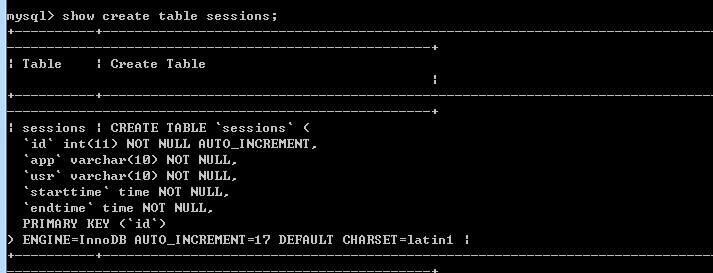 mysql> show create table sessions;
+----------+---------------------------------------------------------------------------
-----------------------------------------------------+
| Table    | Create Table
                                                     |
+----------+---------------------------------------------------------------------------
-----------------------------------------------------+
| sessions | CREATE TABLE `sessions` (
  `id` int(11) NOT NULL AUTO_INCREMENT,
  `app` varchar(10) NOT NULL,
  `usr` varchar(10) NOT NULL,
  `starttime` time NOT NULL,
  `endtime` time NOT NULL,
  PRIMARY KEY (`id`)
) ENGINE=InnoDB AUTO_INCREMENT=17 DEFAULT CHARSET=latin1 |
+----------+---------------------------------------------------------------------------
-----------------------------------------------------+